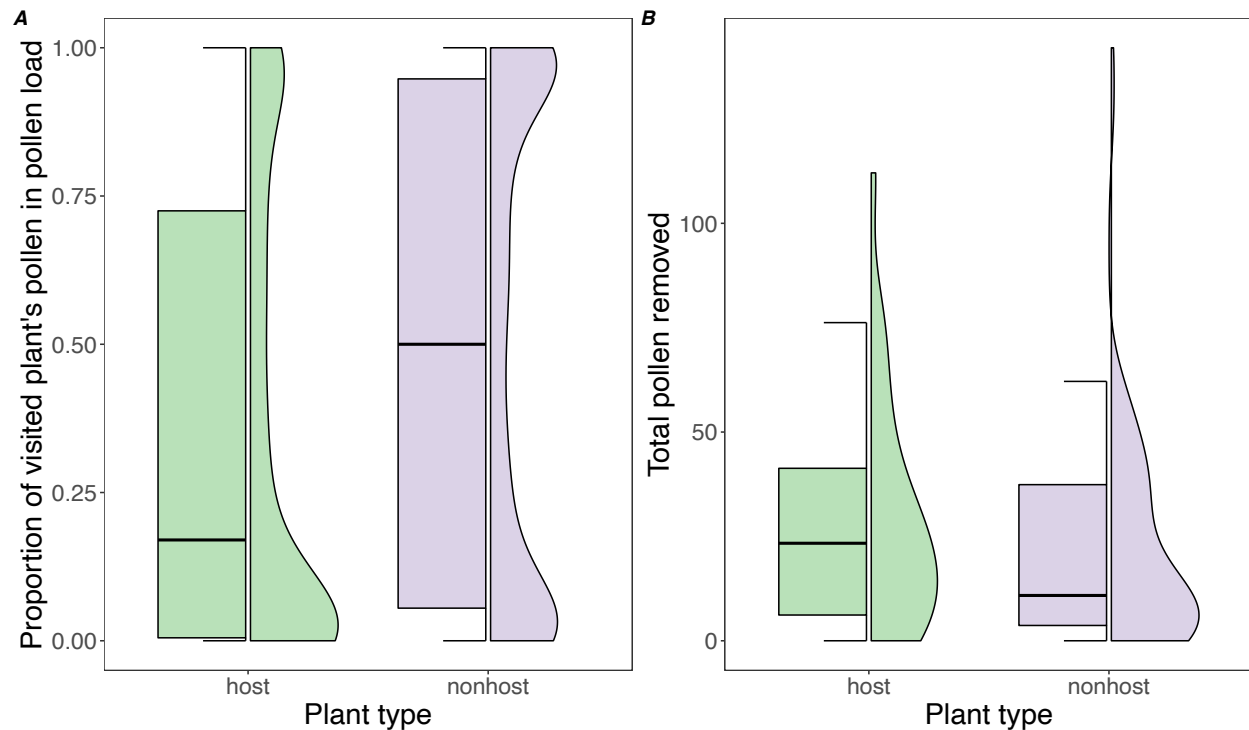 A
Proportion of visited plant's pollen in pollen load
1.00
0.75
0.50
0.25
0.00
host
nonhost
Plant type
B
Total pollen removed
100
50
0
host
nonhost
Plant type